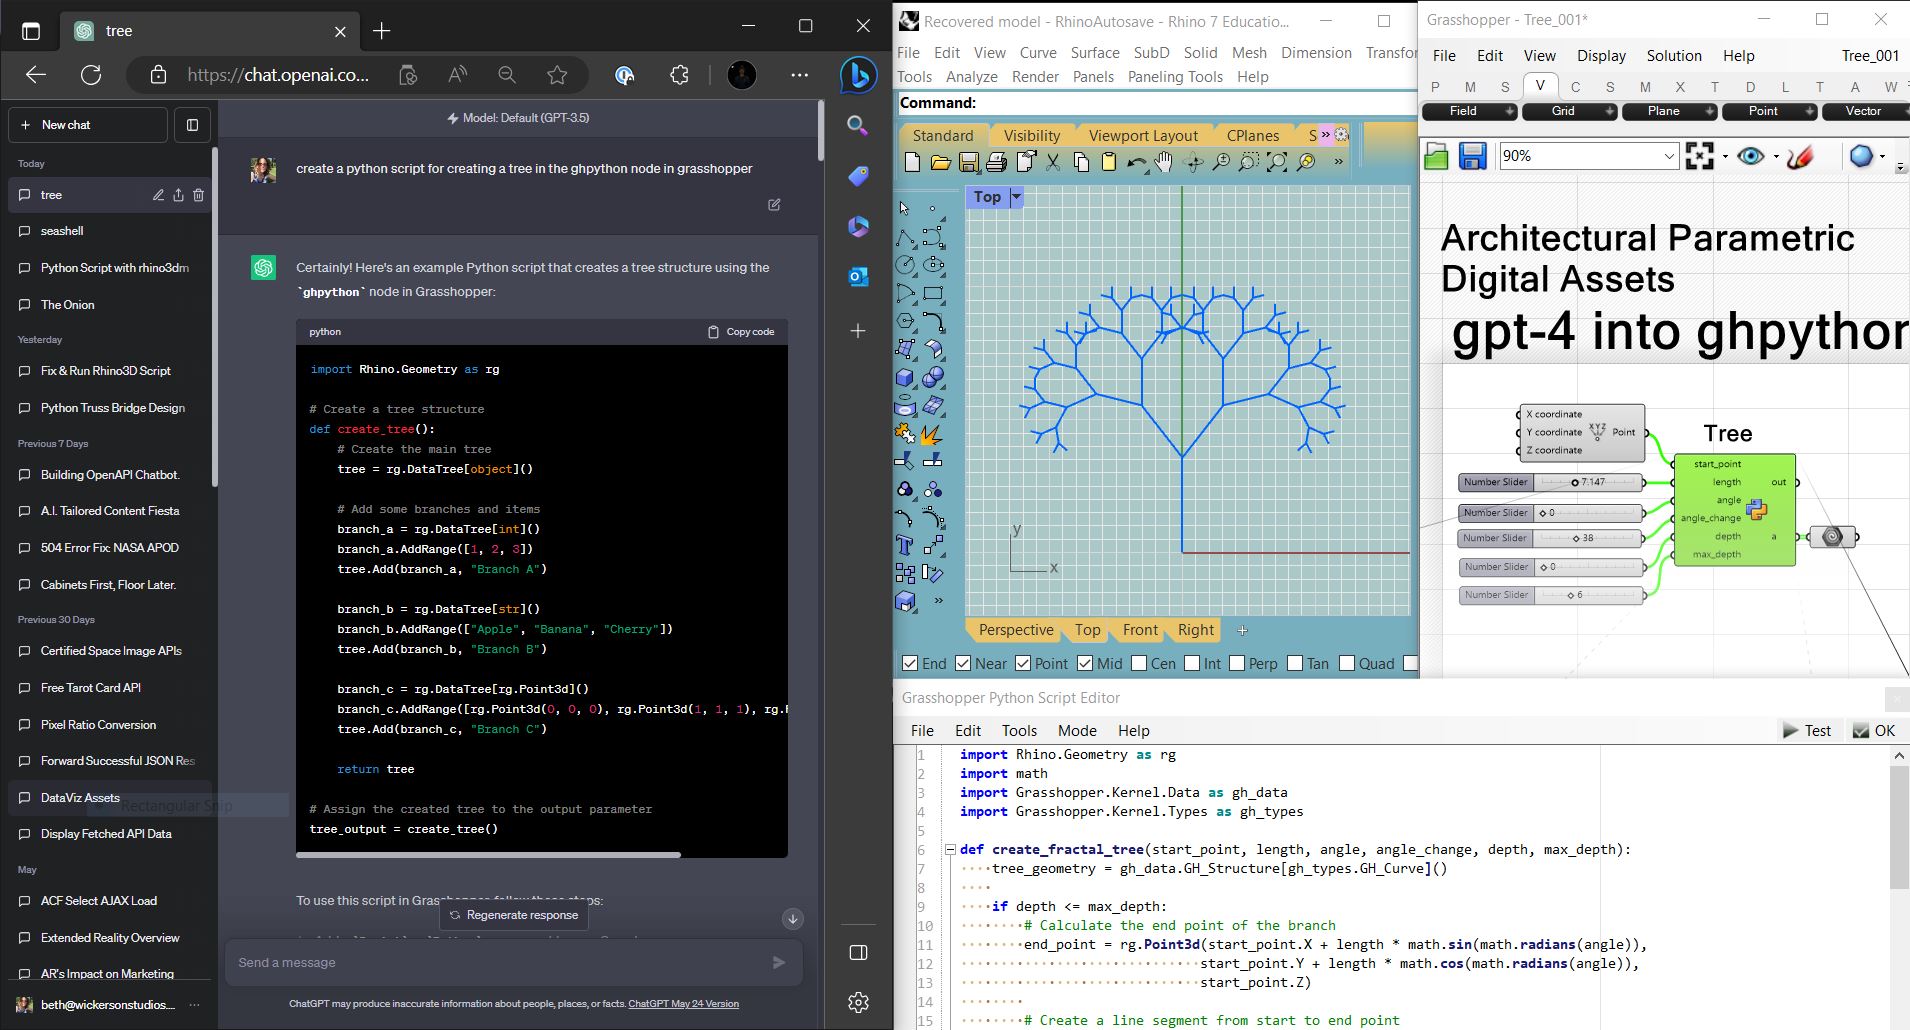 tree
https://chat.openai.co...
New chat
Today
tree
seashell
Python Script with rhino3dm
The Onion
Yesterday
Fix & Run Rhino3D Script
Python Truss Bridge Design
Previous 7 Days
Building OpenAPI Chatbot.
A.I. Tailored Content Fiesta
504 Error Fix: NASA APOD
Cabinets First, Floor Later.
Previous 30 Days
Certified Space Image APIs
Free Tarot Card API
Pixel Ratio Conversion
Forward Successful JSON Res
DataViz Assets
Rectangular Snip
Display Fetched API Data
May
ACF Select AJAX Load
Extended Reality Overview
AR's Impact on Marketing
beth@wickersonstudios....
Model: Default (GPT-3.5)
create a python script for creating a tree in the ghpython node in grasshopper
Certainly! Here's an example Python script that creates a tree structure using the
`ghpython` node in Grasshopper:
python
Copy code
import Rhino.Geometry as rg
# Create a tree structure
def create_tree():
# Create the main tree
tree = rg.DataTree[object]()
# Add some branches and items
branch_a = rg.DataTree[int]()
branch_a.AddRange([1, 2, 3])
tree.Add(branch_a, "Branch A")
branch_b = rg.DataTree[str]()
branch_b.AddRange(["Apple", "Banana", "Cherry"])
tree.Add(branch_b, "Branch B")
branch_c = rg.DataTree[rg.Point3d]()
branch_c.AddRange([rg.Point3d(0, 0, 0), rg.Point3d(1, 1, 1), rg.
tree.Add(branch_c, "Branch C")
return tree
# Assign the created tree to the output parameter
tree_output = create_tree()
To use this script in Grasshopper, follow these steps:
Regenerate response
Send a message
ChatGPT may produce inaccurate information about people, places, or facts. ChatGPT May 24 Version
Recovered model - RhinoAutosave - Rhino 7 Educatio...
File Edit View Curve Surface SubD Solid Mesh Dimension Transfor
Tools Analyze Render Panels Paneling Tools Help
Command:
Standard Visibility Viewport Layout CPlanes S
Top
y
x
Perspective Top Front Right
End Near Point Mid Cen Int Perp Tan Quad
Grasshopper - Tree_001*
File Edit View Display Solution Help Tree_001
P M S V C S M X T D L T A W
Field Grid Plane Point Vector
90%
Architectural Parametric
Digital Assets
gpt-4 into ghpython
X coordinate
Y coordinate
Z coordinate
XYZ
Point
Tree
start_point
length
angle
angle_change
depth
max_depth
out
a
Number Slider 7.147
Number Slider 0
Number Slider 38
Number Slider 0
Number Slider 6
Grasshopper Python Script Editor
File Edit Tools Mode Help
Test OK
1 import Rhino.Geometry as rg
2 import math
3 import Grasshopper.Kernel.Data as gh_data
4 import Grasshopper.Kernel.Types as gh_types
5
6 def create_fractal_tree(start_point, length, angle, angle_change, depth, max_depth):
7 tree_geometry = gh_data.GH_Structure[gh_types.GH_Curve]()
8
9 if depth <= max_depth:
10 # Calculate the end point of the branch
11 end_point = rg.Point3d(start_point.X + length * math.sin(math.radians(angle)),
12 start_point.Y + length * math.cos(math.radians(angle)),
13 start_point.Z)
14
15 # Create a line segment from start to end point